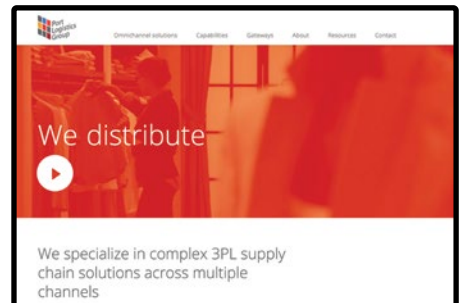 Port
Logistics
Group
Omnichannel solutions Capabilities Gateways About Resources Contact
We distribute
We specialize in complex 3PL supply
chain solutions across multiple
channels